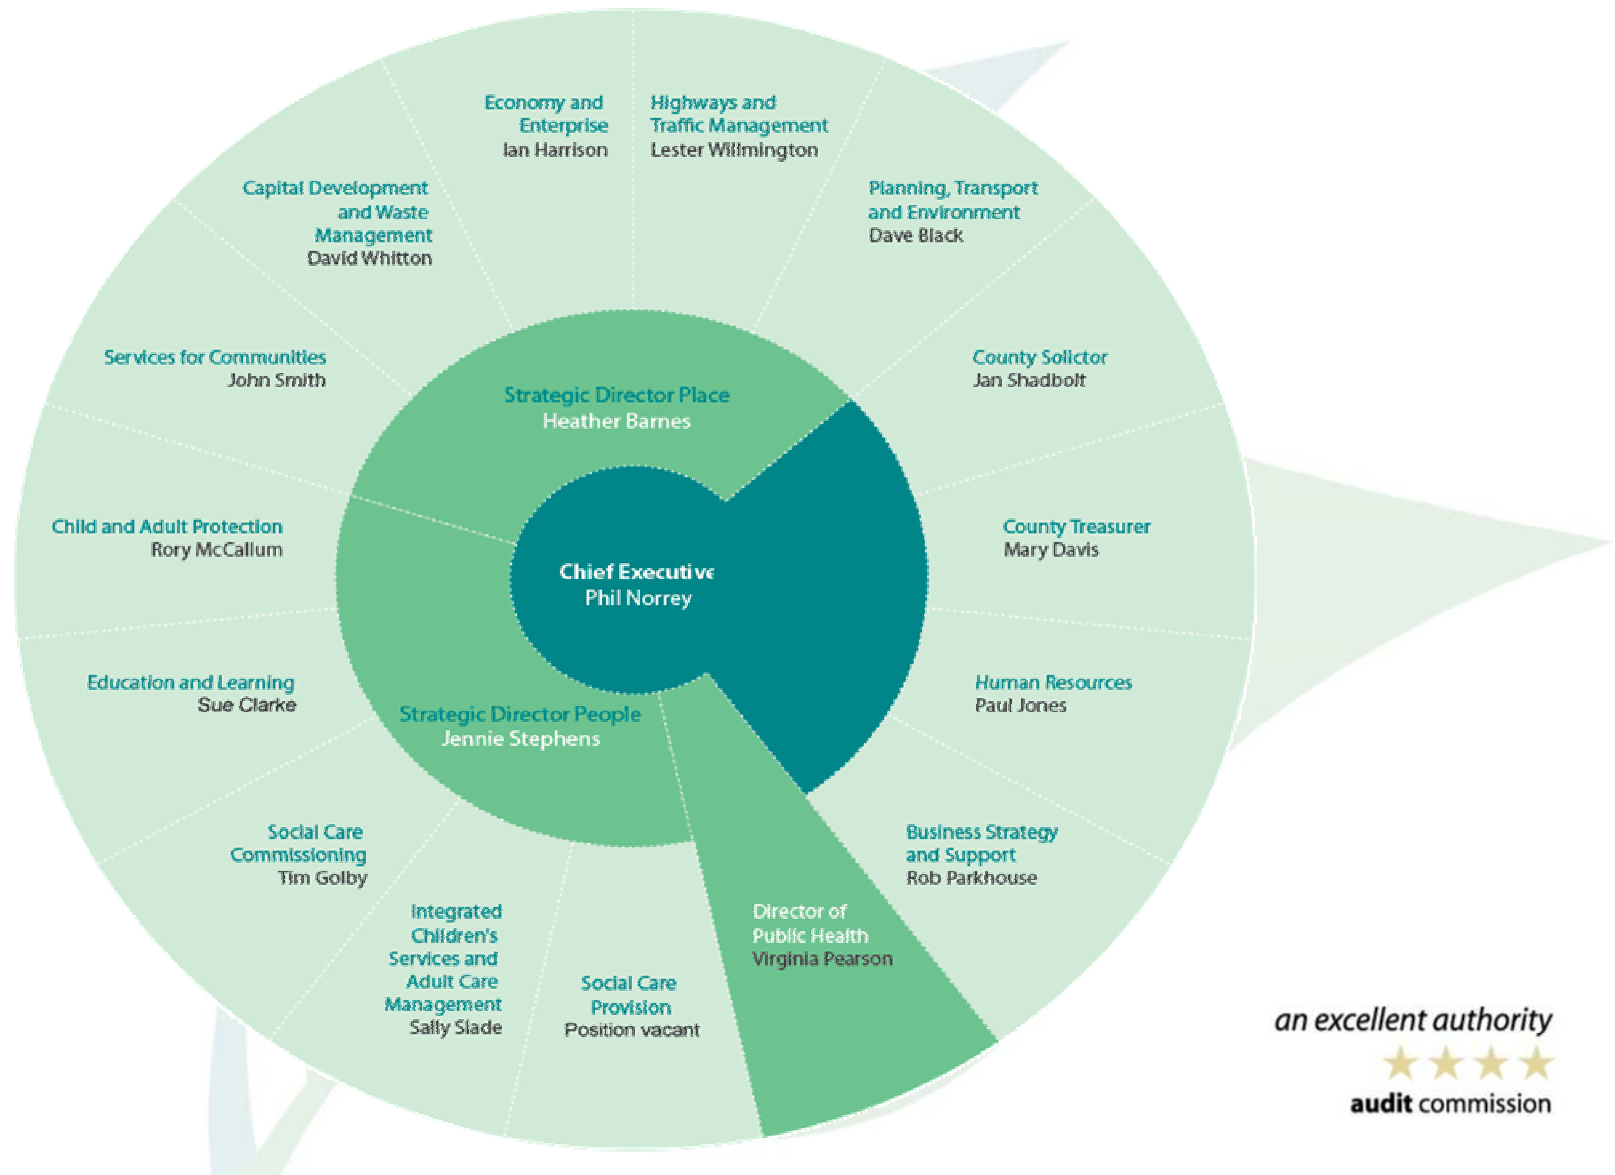 Economy and
Enterprise
Ian Harrison
Highways and
Traffic Management
Lester Willmington
Capital Development
and Waste
Management
David Whitton
Planning, Transport
and Environment
Dave Black
Services for Communities
John Smith
County Solictor
Jan Shadbolt
Strategic Director Place
Heather Barnes
Child and Adult Protection
Rory McCallum
County Treasurer
Mary Davis
Chief Executive
Phil Norrey
Education and Learning
Sue Clarke
Human Resources
Paul Jones
Strategic Director People
Jennie Stephens
Social Care
Commissioning
Tim Golby
Business Strategy
and Support
Rob Parkhouse
Integrated
Children's
Services and
Adult Care
Management
Sally Slade
Director of
Public Health
Virginia Pearson
Social Care
Provision
Position vacant
an excellent authority
audit commission